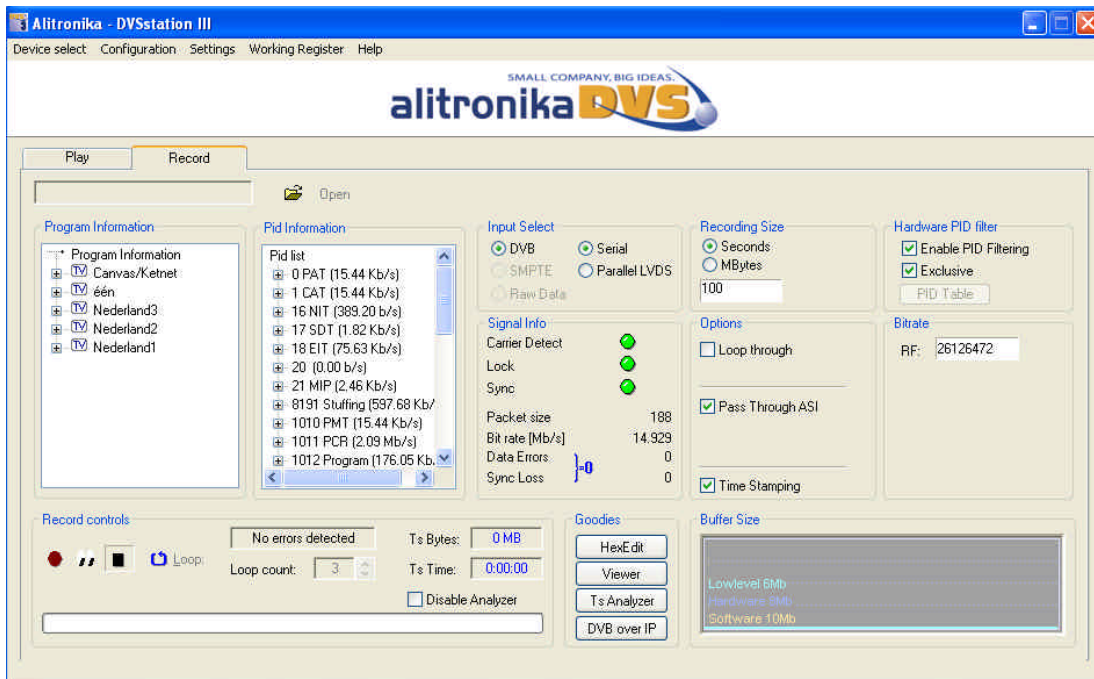 Alitronika - DVSstation III
Device select Configuration Settings Working Register Help
SMALL COMPANY, BIG IDEAS.
alitronika DVS
Play Record
Open
Program Information
Program Information
TV Canvas/Ketnet
TV één
TV Nederland3
TV Nederland2
TV Nederland1
Pid Information
Pid list
0 PAT (15.44 Kb/s)
1 CAT (15.44 Kb/s)
16 NIT (389.20 b/s)
17 SDT (1.82 Kb/s)
18 EIT (75.63 Kb/s)
20 (0.00 b/s)
21 MIP (2.46 Kb/s)
8191 Stuffing (597.68 Kb/
1010 PMT (15.44 Kb/s)
1011 PCR (2.09 Mb/s)
1012 Program (176.05 Kb.
Input Select
DVB Serial
SMPTE Parallel LVDS
Raw Data
Signal Info
Carrier Detect
Lock
Sync
Packet size 188
Bit rate [Mb/s] 14.929
Data Errors 0
}=0
Sync Loss 0
Recording Size
Seconds
MBytes
100
Options
Loop through
Pass Through ASI
Time Stamping
Hardware PID filter
Enable PID Filtering
Exclusive
PID Table
Bitrate
RF: 26126472
Record controls
Loop:
No errors detected
Loop count: 3
Ts Bytes: 0 MB
Ts Time: 0:00:00
Disable Analyzer
Goodies
HexEdit
Viewer
Ts Analyzer
DVB over IP
Buffer Size
Lowlevel 6Mb
Hardware 8Mb
Software 10Mb